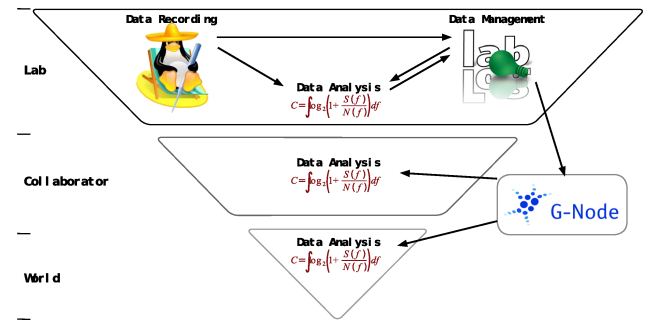 Data Recording
Data Management
lab
Lab
Data Analysis
C=∫log₂(1+S(f)/N(f))df
Data Analysis
C=∫log₂(1+S(f)/N(f))df
Collaborator
G-Node
Data Analysis
C=∫log₂(1+S(f)/N(f))df
World